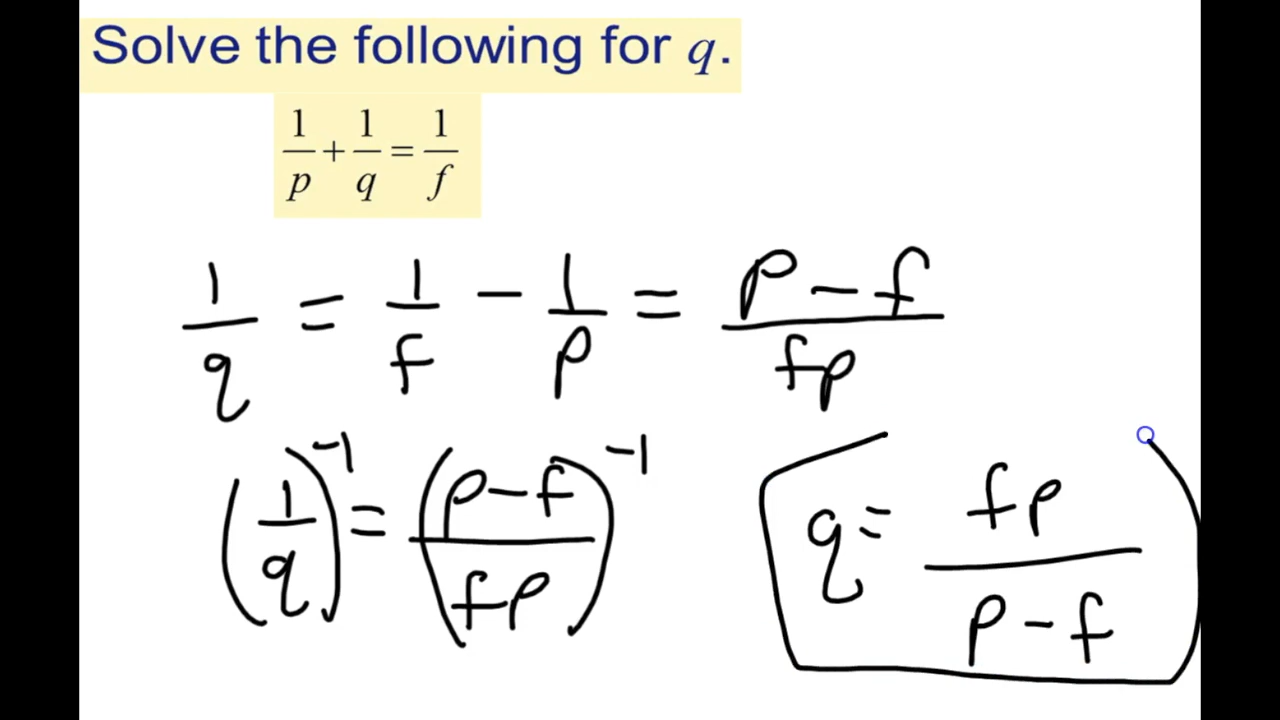 Solve the following for q.
1/p + 1/q = 1/f
1/q = 1/f - 1/p = (p - f)/(fp)
(1/q)^-1 = ((p - f)/(fp))^-1
q = fp/(p - f)